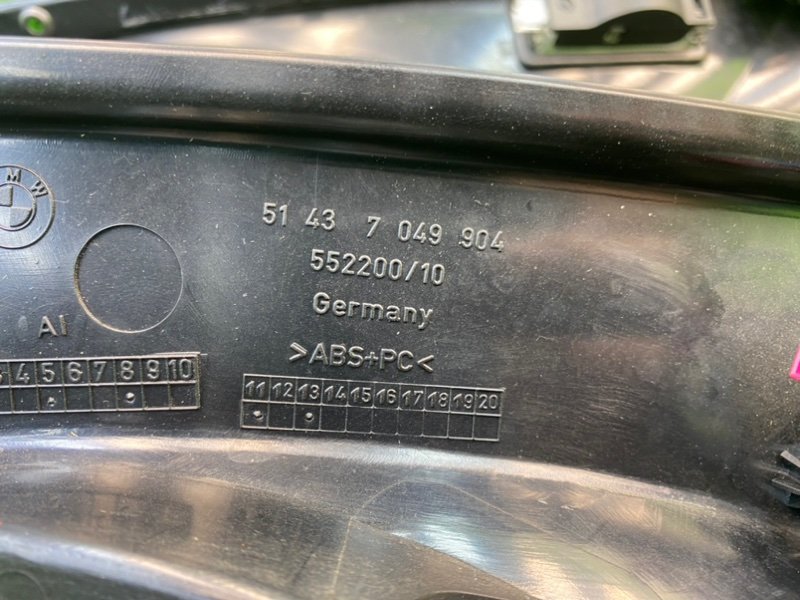 BMW
51 43 7 049 904
552200/10
Germany
AI
>ABS+PC<
4 5 6 7 8 9 10
11 12 13 14 15 16 17 18 19 20